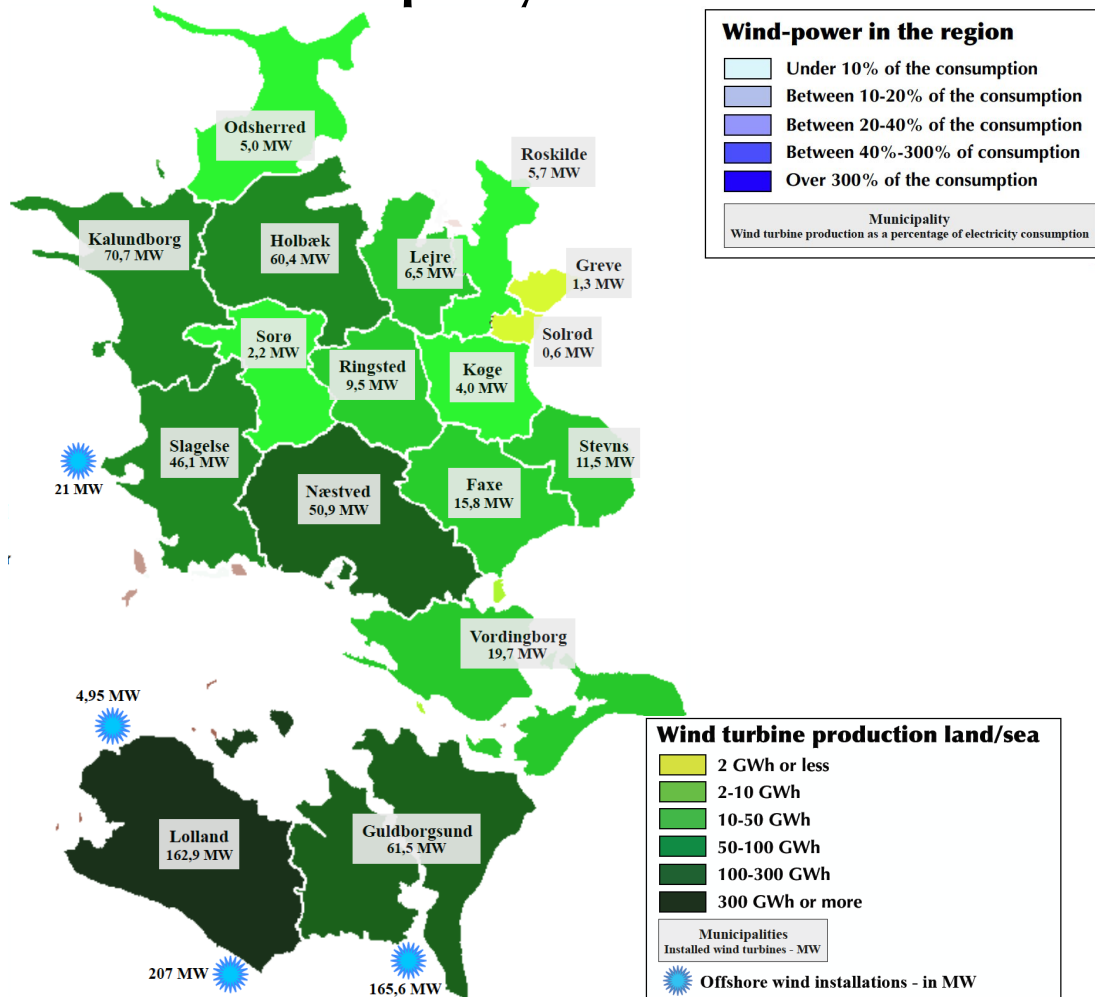 Wind-power in the region
Under 10% of the consumption
Between 10-20% of the consumption
Between 20-40% of the consumption
Between 40%-300% of consumption
Over 300% of the consumption
Municipality
Wind turbine production as a percentage of electricity consumption
Odsherred
5,0 MW
Roskilde
5,7 MW
Kalundborg
70,7 MW
Holbæk
60,4 MW
Lejre
6,5 MW
Greve
1,3 MW
Sorø
2,2 MW
Solrød
0,6 MW
Ringsted
9,5 MW
Køge
4,0 MW
Slagelse
46,1 MW
Stevns
11,5 MW
21 MW
Næstved
50,9 MW
Faxe
15,8 MW
Vordingborg
19,7 MW
4,95 MW
Lolland
162,9 MW
Guldborgsund
61,5 MW
207 MW
165,6 MW
Wind turbine production land/sea
2 GWh or less
2-10 GWh
10-50 GWh
50-100 GWh
100-300 GWh
300 GWh or more
Municipalities
Installed wind turbines - MW
Offshore wind installations - in MW